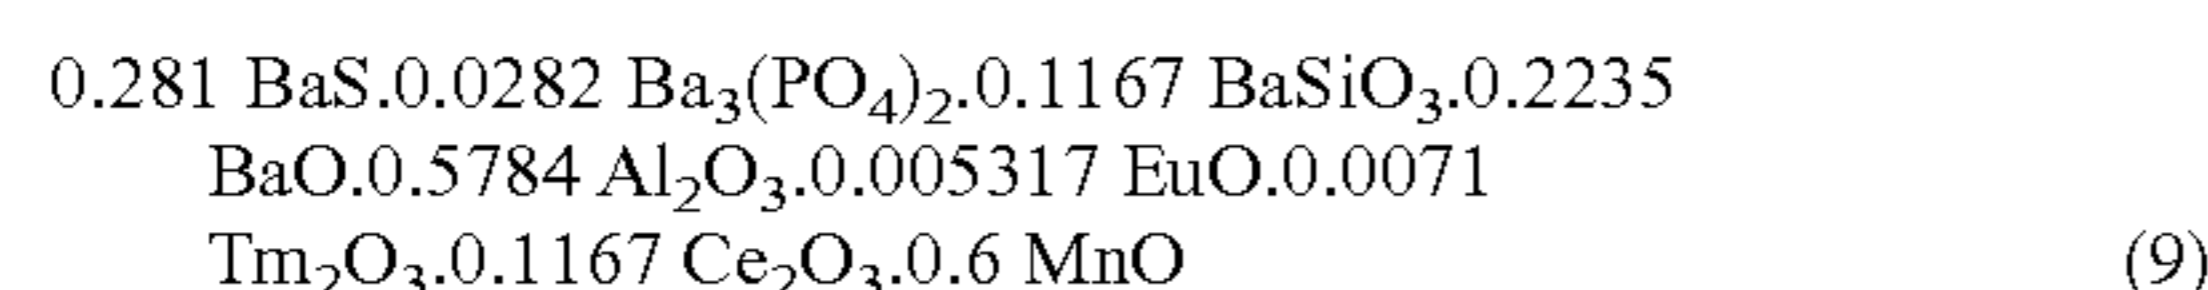 0.281 BaS.0.0282 Ba₃(PO₄)₂.0.1167 BaSiO₃.0.2235
BaO.0.5784 Al₂O₃.0.005317 EuO.0.0071
Tm₂O₃.0.1167 Ce₂O₃.0.6 MnO (9)